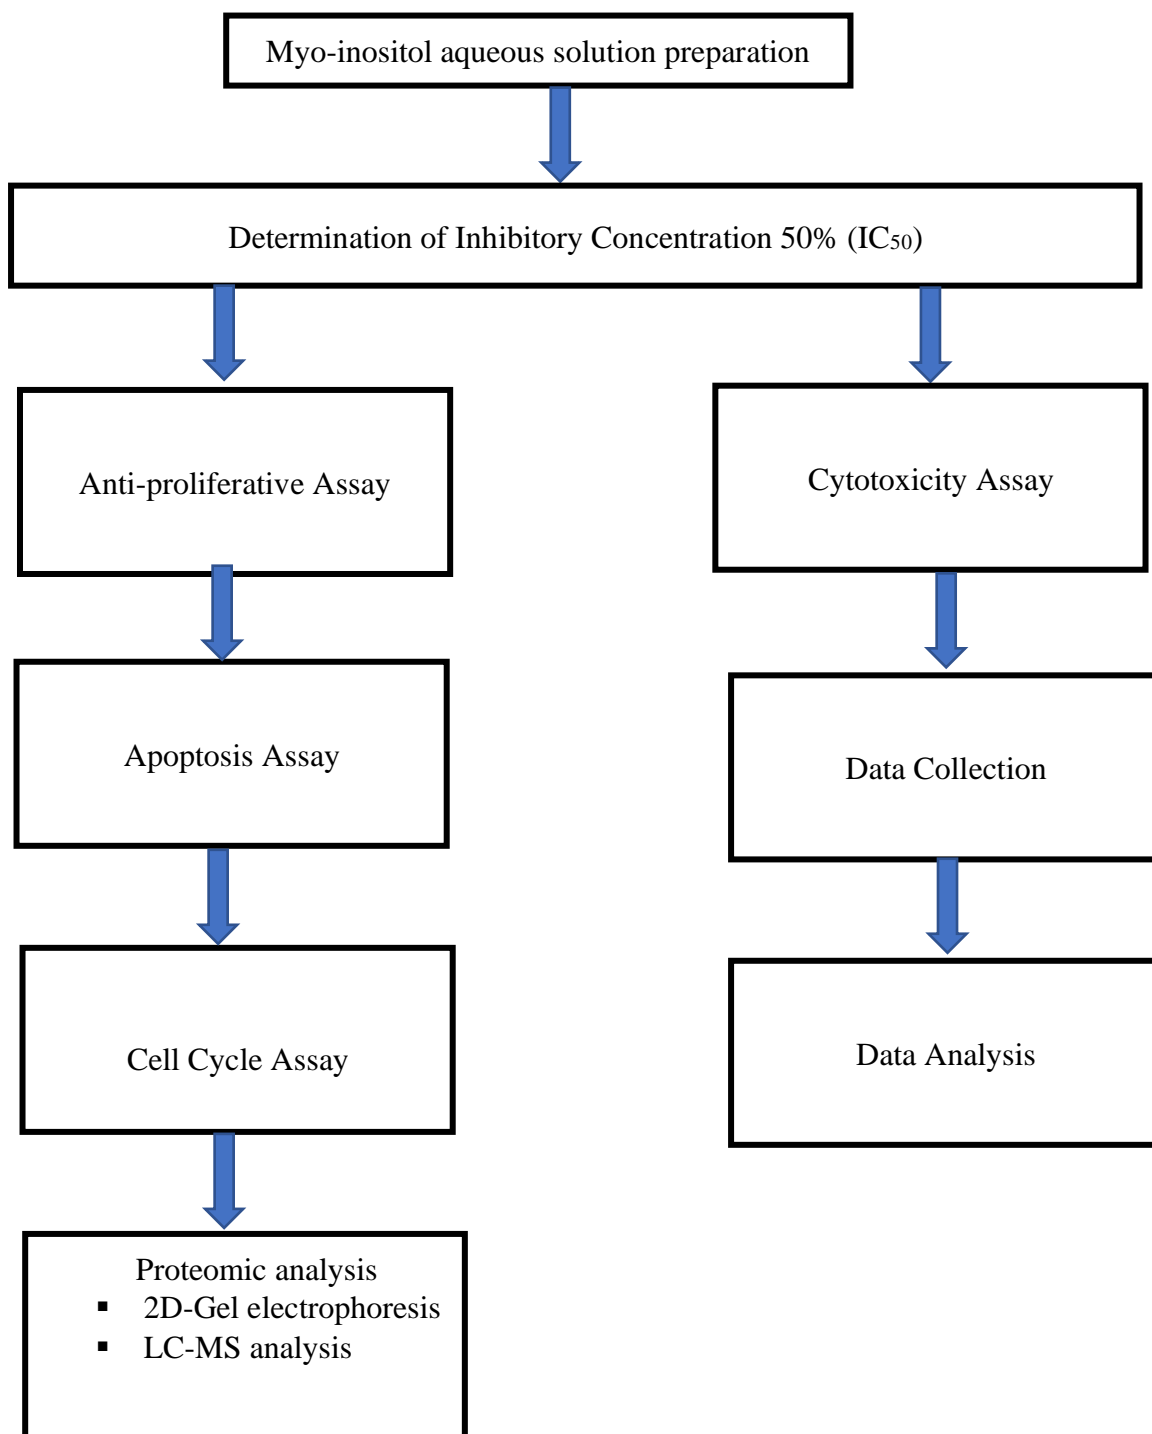 Myo-inositol aqueous solution preparation
Determination of Inhibitory Concentration 50% (IC₅₀)
Anti-proliferative Assay
Cytotoxicity Assay
Apoptosis Assay
Data Collection
Cell Cycle Assay
Data Analysis
Proteomic analysis
▪ 2D-Gel electrophoresis
▪ LC-MS analysis